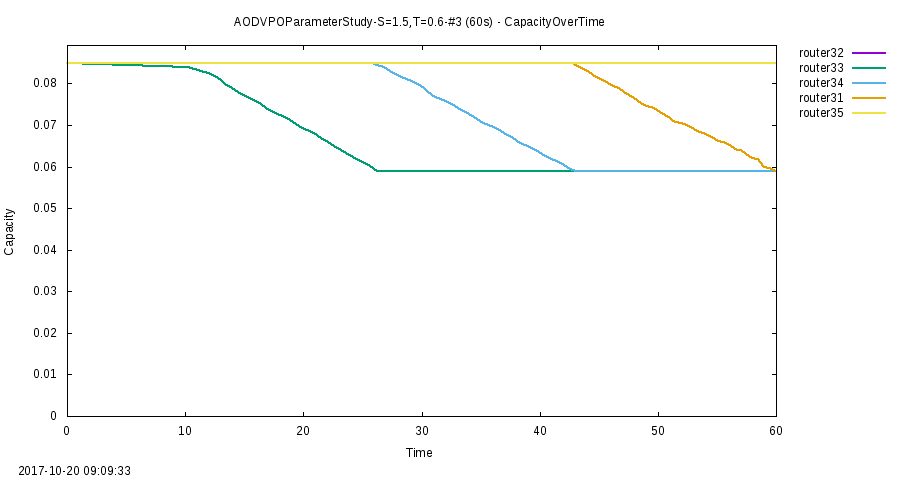 AODVPOParameterStudy-S=1.5,T=0.6-#3 (60s) - CapacityOverTime
router32
router33
router34
router31
router35
0.08
0.07
0.06
0.05
0.04
0.03
0.02
0.01
0
Capacity
0 10 20 30 40 50 60
Time
2017-10-20 09:09:33